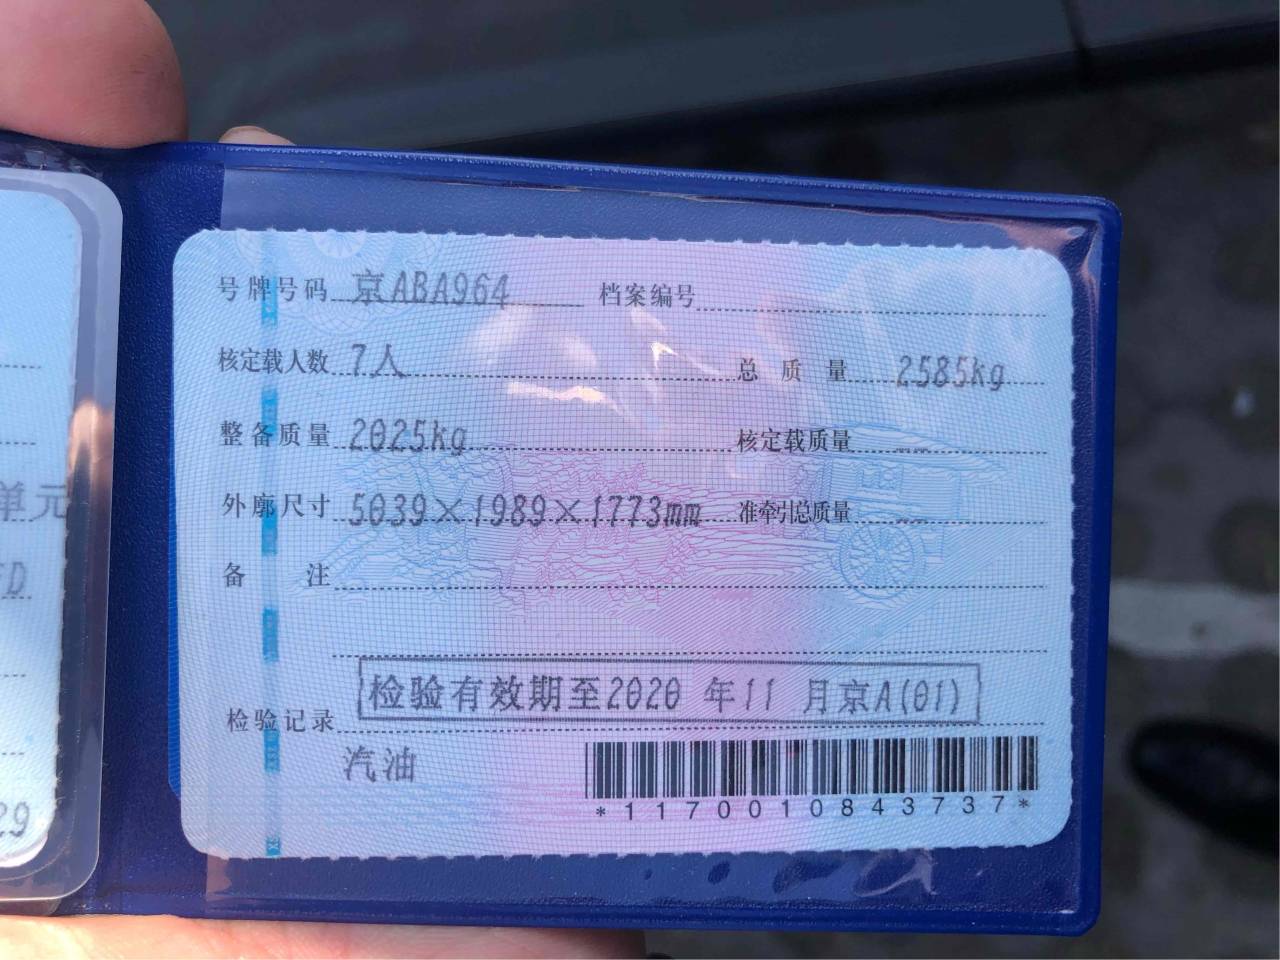 号牌号码 京ABA964 档案编号
核定载人数 7人 总质量 2585kg
整备质量 2025kg 核定载质量 --
外廓尺寸 5039×1989×1773mm 准牵引总质量 --
备注
检验记录 检验有效期至2020 年11 月京A(01)
汽油
*1170010843737*
单元
D
29